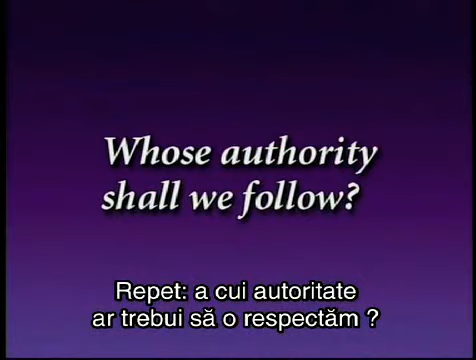 Whose authority
shall we follow?
Repet: a cui autoritate
ar trebui să o respectăm ?